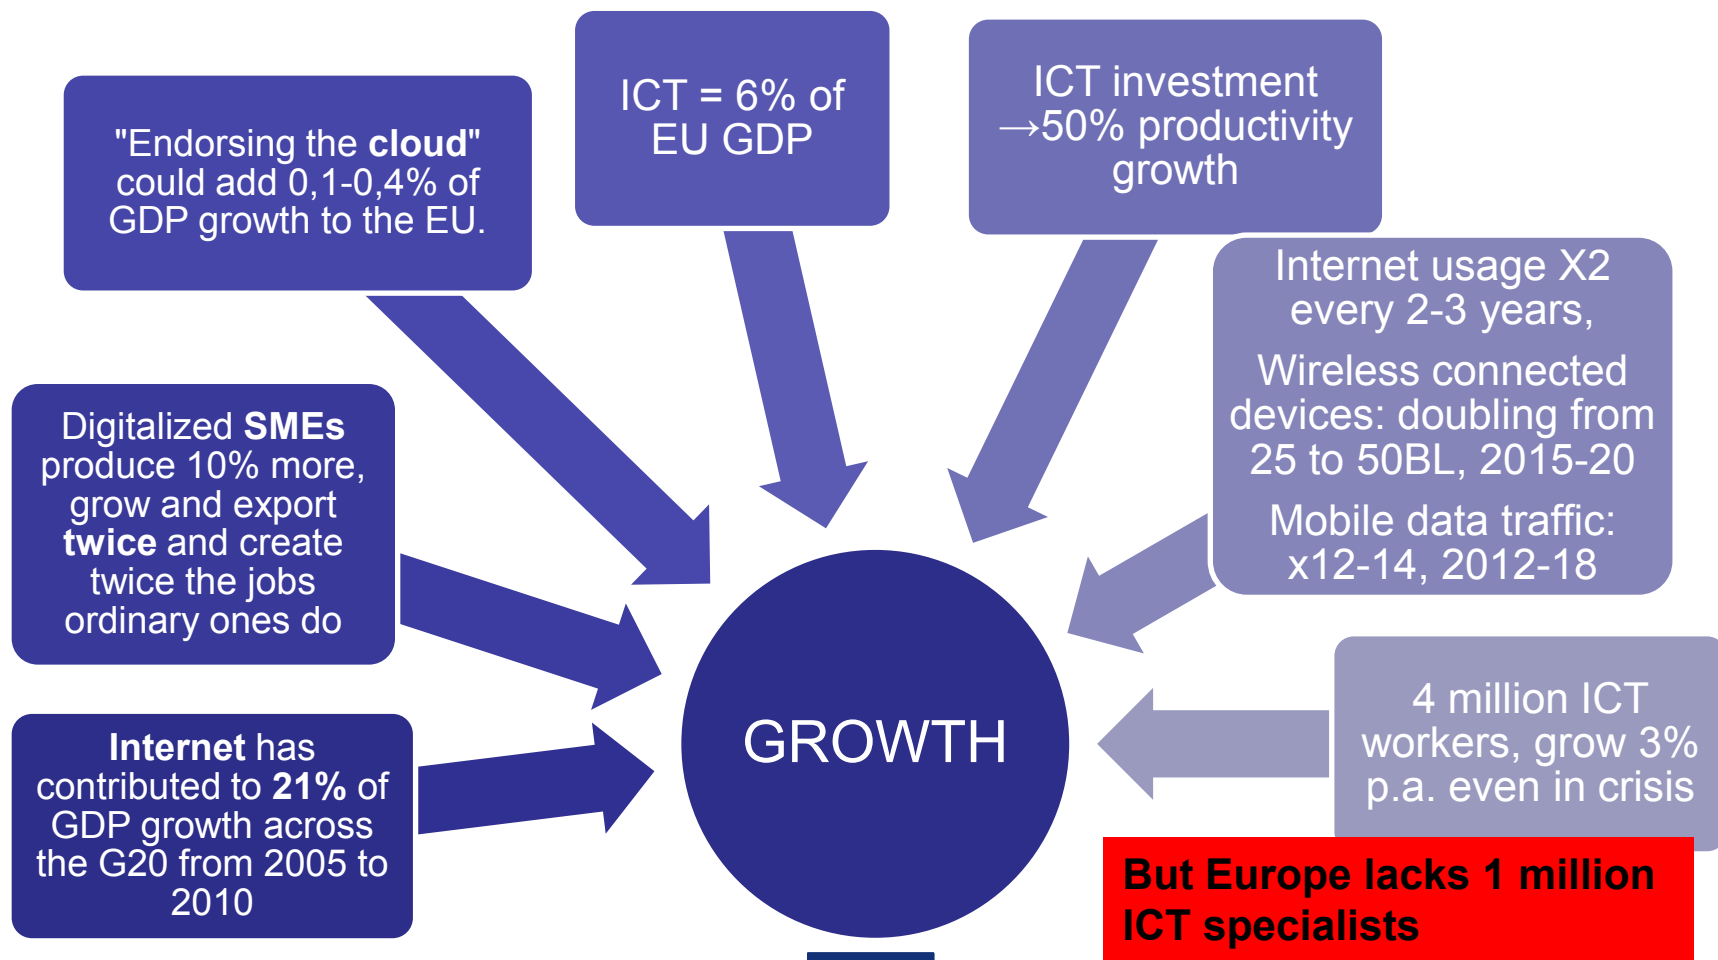 "Endorsing the cloud"
could add 0,1-0,4% of
GDP growth to the EU.
ICT = 6% of
EU GDP
ICT investment
→50% productivity
growth
Internet usage X2
every 2-3 years,
Wireless connected
devices: doubling from
25 to 50BL, 2015-20
Mobile data traffic:
x12-14, 2012-18
Digitalized SMEs
produce 10% more,
grow and export
twice and create
twice the jobs
ordinary ones do
Internet has
contributed to 21% of
GDP growth across
the G20 from 2005 to
2010
GROWTH
4 million ICT
workers, grow 3%
p.a. even in crisis
But Europe lacks 1 million
ICT specialists